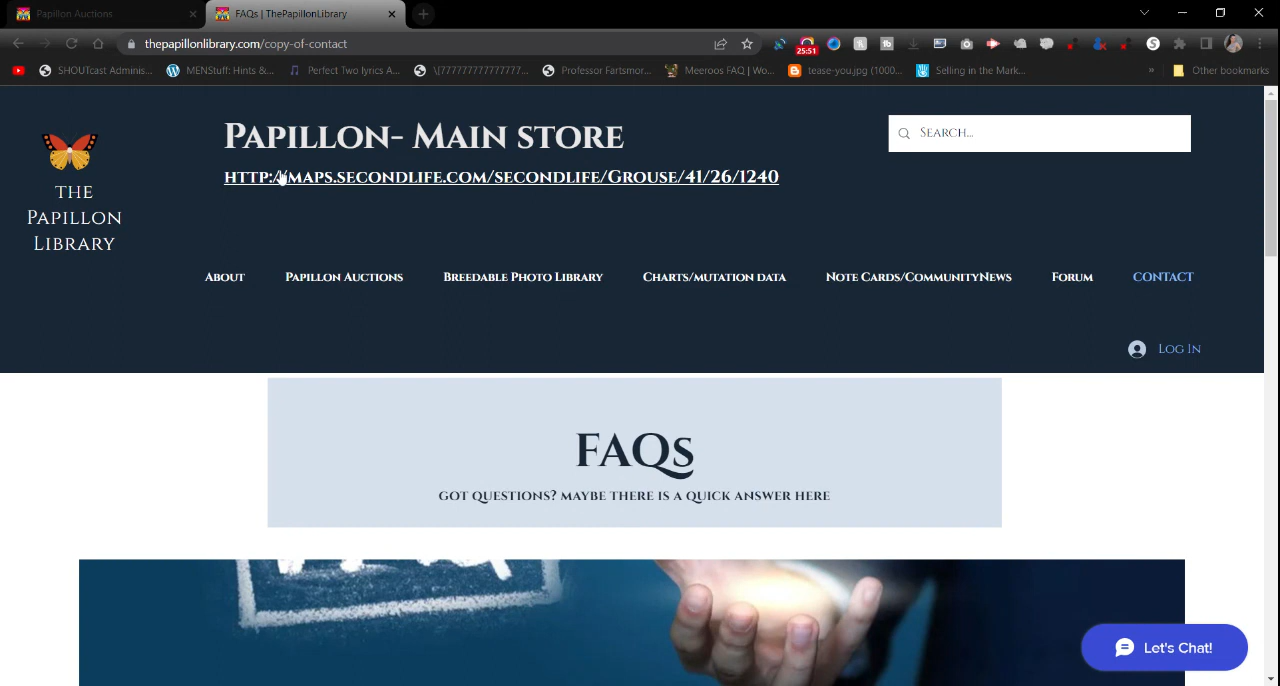 Papillon Auctions
FAQs | ThePapillonLibrary
thepapillonlibrary.com/copy-of-contact
25:51
SHOUTcast Adminis...
MENStuff: Hints &...
Perfect Two lyrics A...
\[777777777777777...
Professor Fartsmor...
Meeroos FAQ | Wo...
tease-you.jpg (1000...
Selling in the Mark...
»
Other bookmarks
Papillon- Main store
http://maps.secondlife.com/secondlife/Grouse/41/26/1240
Search...
The
Papillon
Library
About
Papillon Auctions
Breedable Photo Library
Charts/mutation data
Note Cards/CommunityNews
Forum
CONTACT
Log In
FAQs
GOT QUESTIONS? MAYBE THERE IS A QUICK ANSWER HERE
Let's Chat!